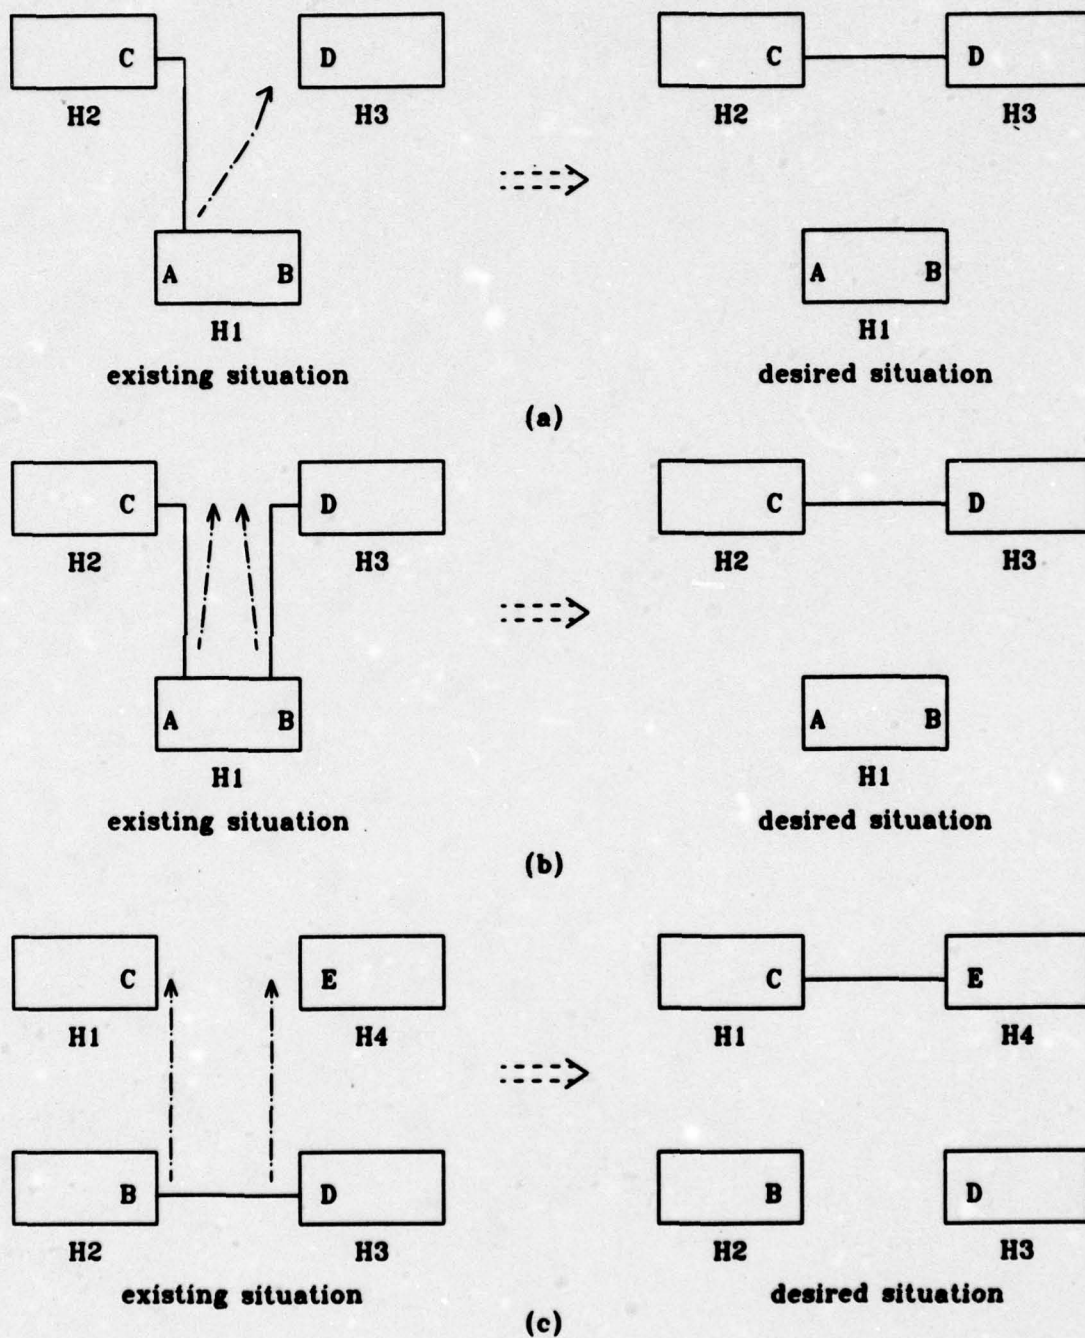 C D C D
H2 H3 H2 H3
A B A B
H1 H1
existing situation desired situation
(a)
C D C D
H2 H3 H2 H3
A B A B
H1 H1
existing situation desired situation
(b)
C E C E
H1 H4 H1 H4
B D B D
H2 H3 H2 H3
existing situation desired situation
(c)